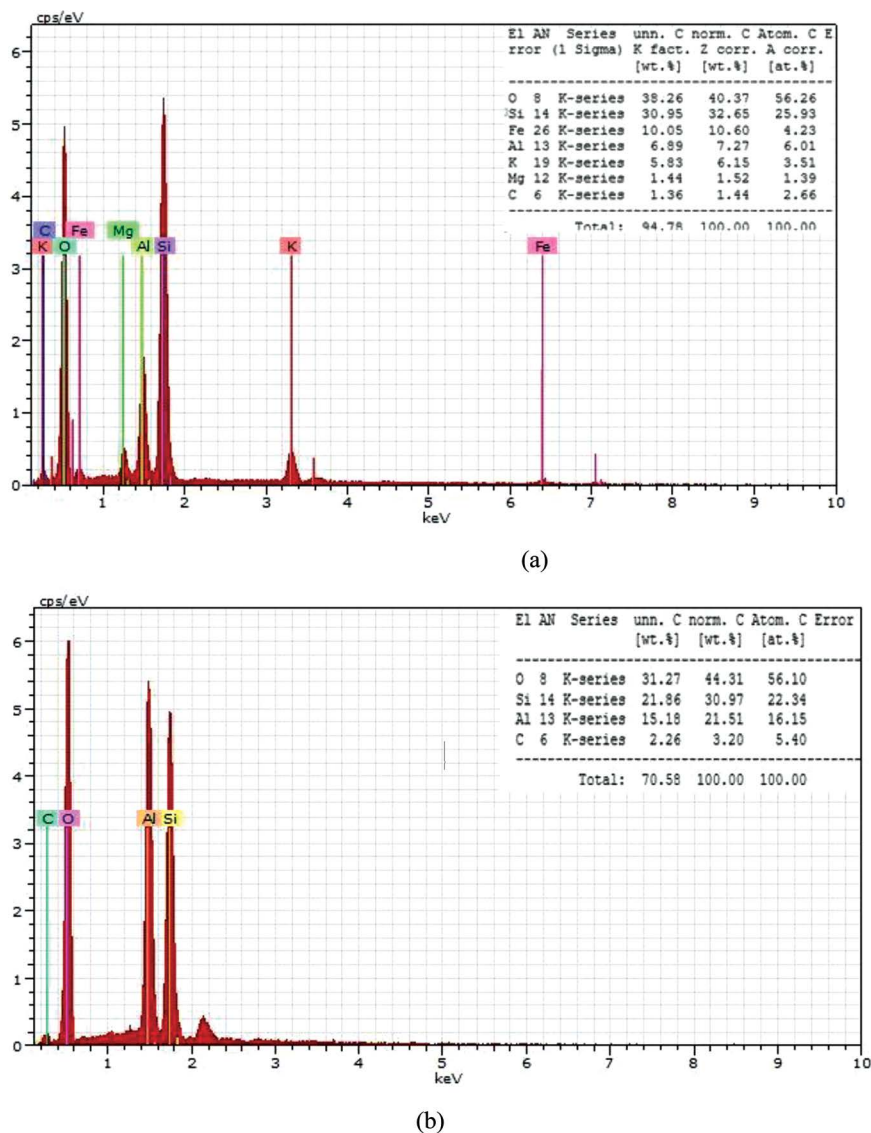 cps/eV
El AN Series unn. C norm. C Atom. C E
rror (1 Sigma) K fact. Z corr. A corr.
[wt.%] [wt.%] [at.%]
O 8 K-series 38.26 40.37 56.26
Si 14 K-series 30.95 32.65 25.93
Fe 26 K-series 10.05 10.60 4.23
Al 13 K-series 6.89 7.27 6.01
K 19 K-series 5.83 6.15 3.51
Mg 12 K-series 1.44 1.52 1.39
C 6 K-series 1.36 1.44 2.66
Total: 94.78 100.00 100.00
6
5
4
3
2
1
0
C Fe Mg
K O Al Si K Fe
1 2 3 4 5 6 7 8 9 10
keV
(a)
cps/eV
El AN Series unn. C norm. C Atom. C Error
[wt.%] [wt.%] [at.%]
O 8 K-series 31.27 44.31 56.10
Si 14 K-series 21.86 30.97 22.34
Al 13 K-series 15.18 21.51 16.15
C 6 K-series 2.26 3.20 5.40
Total: 70.58 100.00 100.00
6
5
4
3
2
1
0
C O Al Si
1 2 3 4 5 6 7 8 9 10
keV
(b)